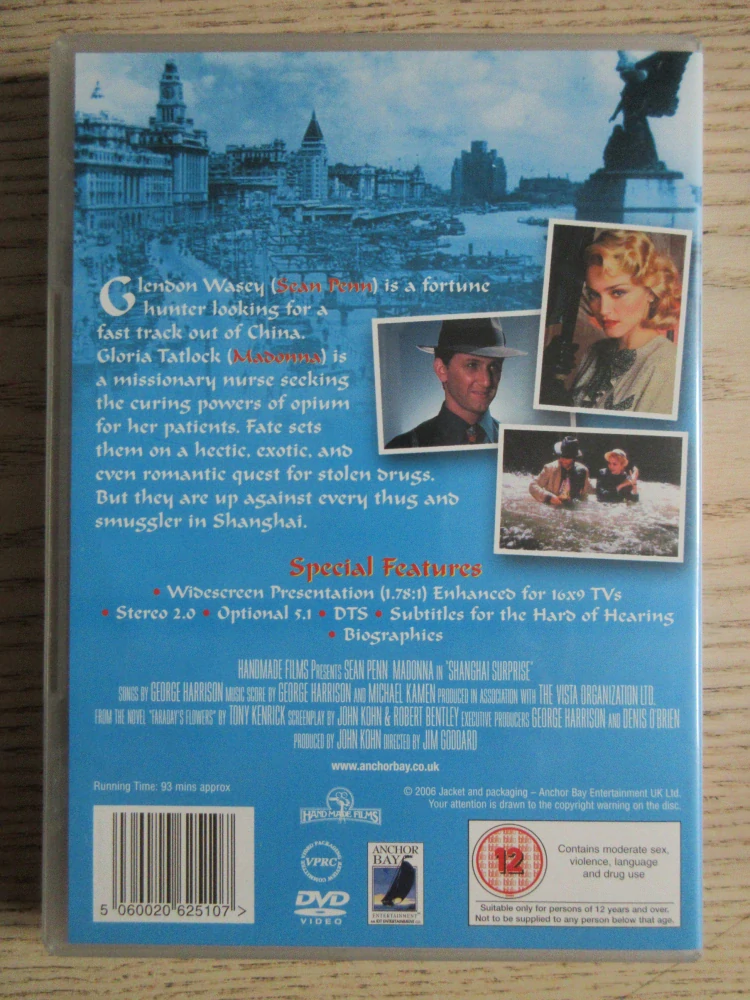 Glendon Wasey (Sean Penn) is a fortune
hunter looking for a
fast track out of China.
Gloria Tatlock (Madonna) is
a missionary nurse seeking
the curing powers of opium
for her patients. Fate sets
them on a hectic, exotic, and
even romantic quest for stolen drugs.
But they are up against every thug and
smuggler in Shanghai.
Special Features
• Widescreen Presentation (1.78:1) Enhanced for 16x9 TVs
• Stereo 2.0 • Optional 5.1 • DTS • Subtitles for the Hard of Hearing
• Biographies
HANDMADE FILMS PRESENTS SEAN PENN MADONNA IN "SHANGHAI SURPRISE"
SONGS BY GEORGE HARRISON MUSIC SCORE BY GEORGE HARRISON AND MICHAEL KAMEN PRODUCED IN ASSOCIATION WITH THE VISTA ORGANIZATION LTD.
FROM THE NOVEL "FARADAY'S FLOWERS" BY TONY KENRICK SCREENPLAY BY JOHN KOHN & ROBERT BENTLEY EXECUTIVE PRODUCERS GEORGE HARRISON AND DENIS O'BRIEN
PRODUCED BY JOHN KOHN DIRECTED BY JIM GODDARD
www.anchorbay.co.uk
Running Time: 93 mins approx
© 2006 Jacket and packaging – Anchor Bay Entertainment UK Ltd.
Your attention is drawn to the copyright warning on the disc.
HAND MADE FILMS
VPRC
DVD
VIDEO
ANCHOR
BAY
ENTERTAINMENT
5 060020 625107 >
12
Contains moderate sex,
violence, language
and drug use
Suitable only for persons of 12 years and over.
Not to be supplied to any person below that age.